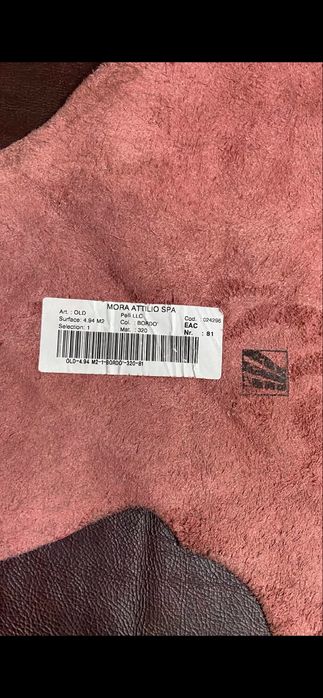 MORA ATTILIO SPA
Art. : OLD Pelli LLO Cod. : 024296
Surface: 4.94 M2 Col. : BORDO' EAC
Selection: 1 Mat. : 320 Nr. : 81
OLD-4.94 M2-1-BORDO'-320-81